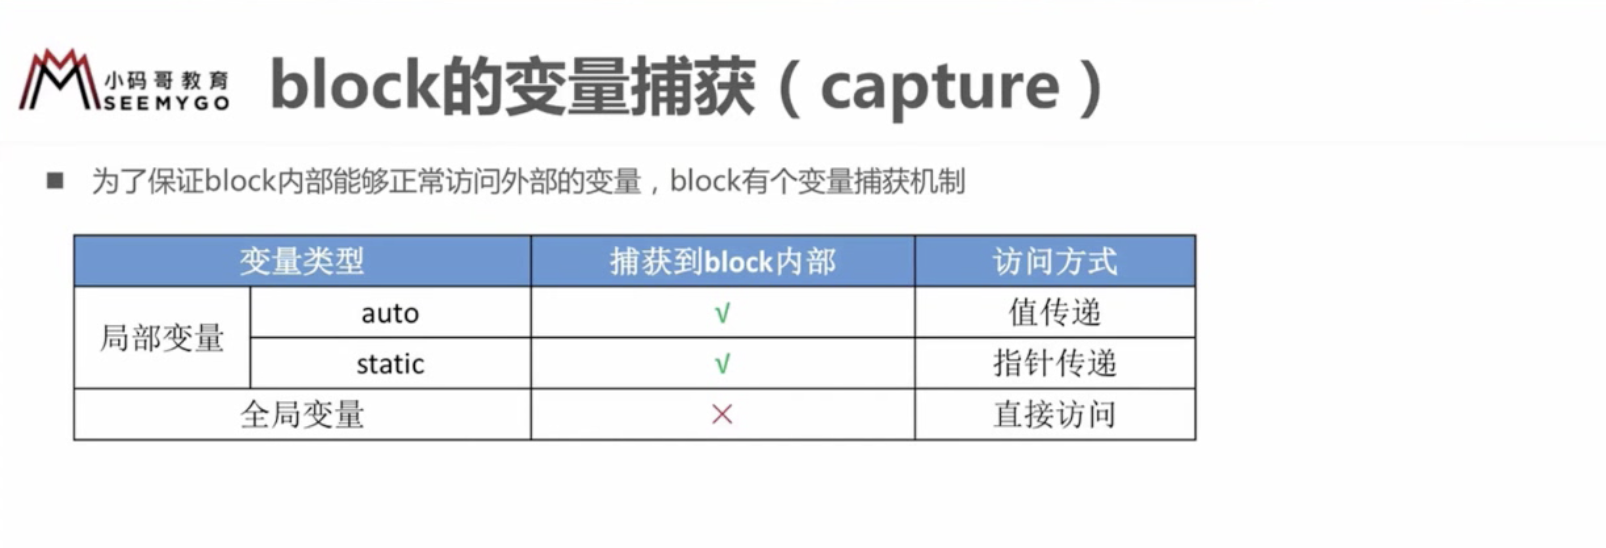 小码哥教育
SEEMYGO
block的变量捕获（capture）
■ 为了保证block内部能够正常访问外部的变量，block有个变量捕获机制
变量类型 捕获到block内部 访问方式
局部变量 auto √ 值传递
static √ 指针传递
全局变量 × 直接访问